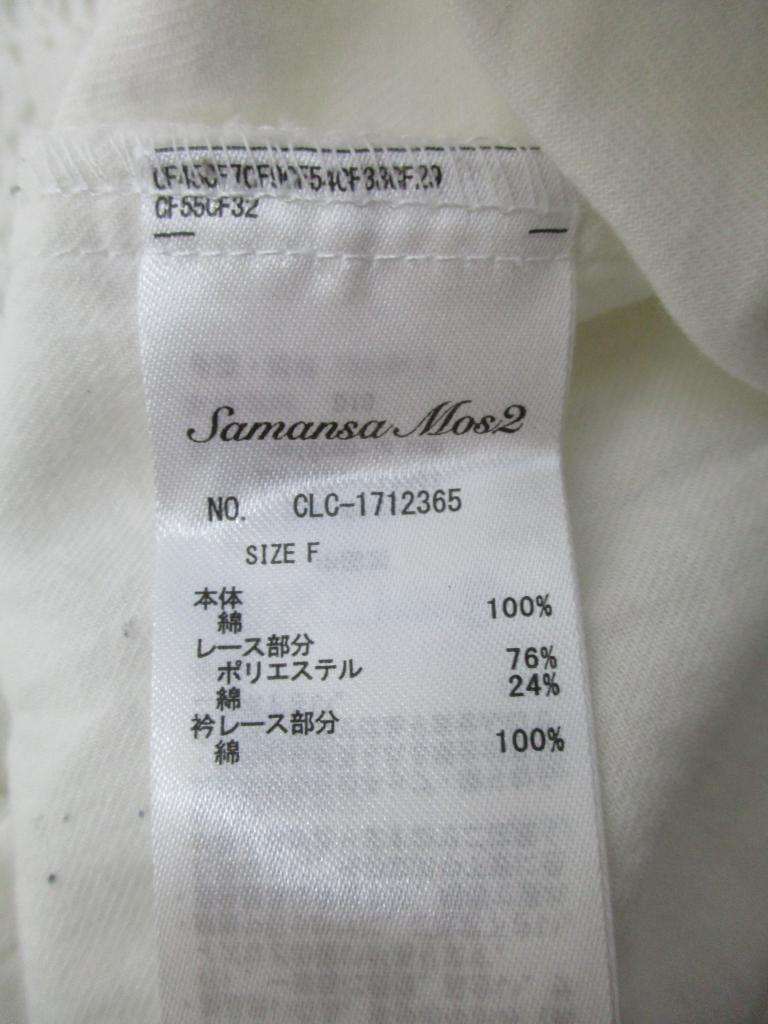 CF55CF32
Samansa Mos2
NO. CLC-1712365
SIZE F
本体
綿 100%
レース部分
ポリエステル 76%
綿 24%
衿レース部分
綿 100%